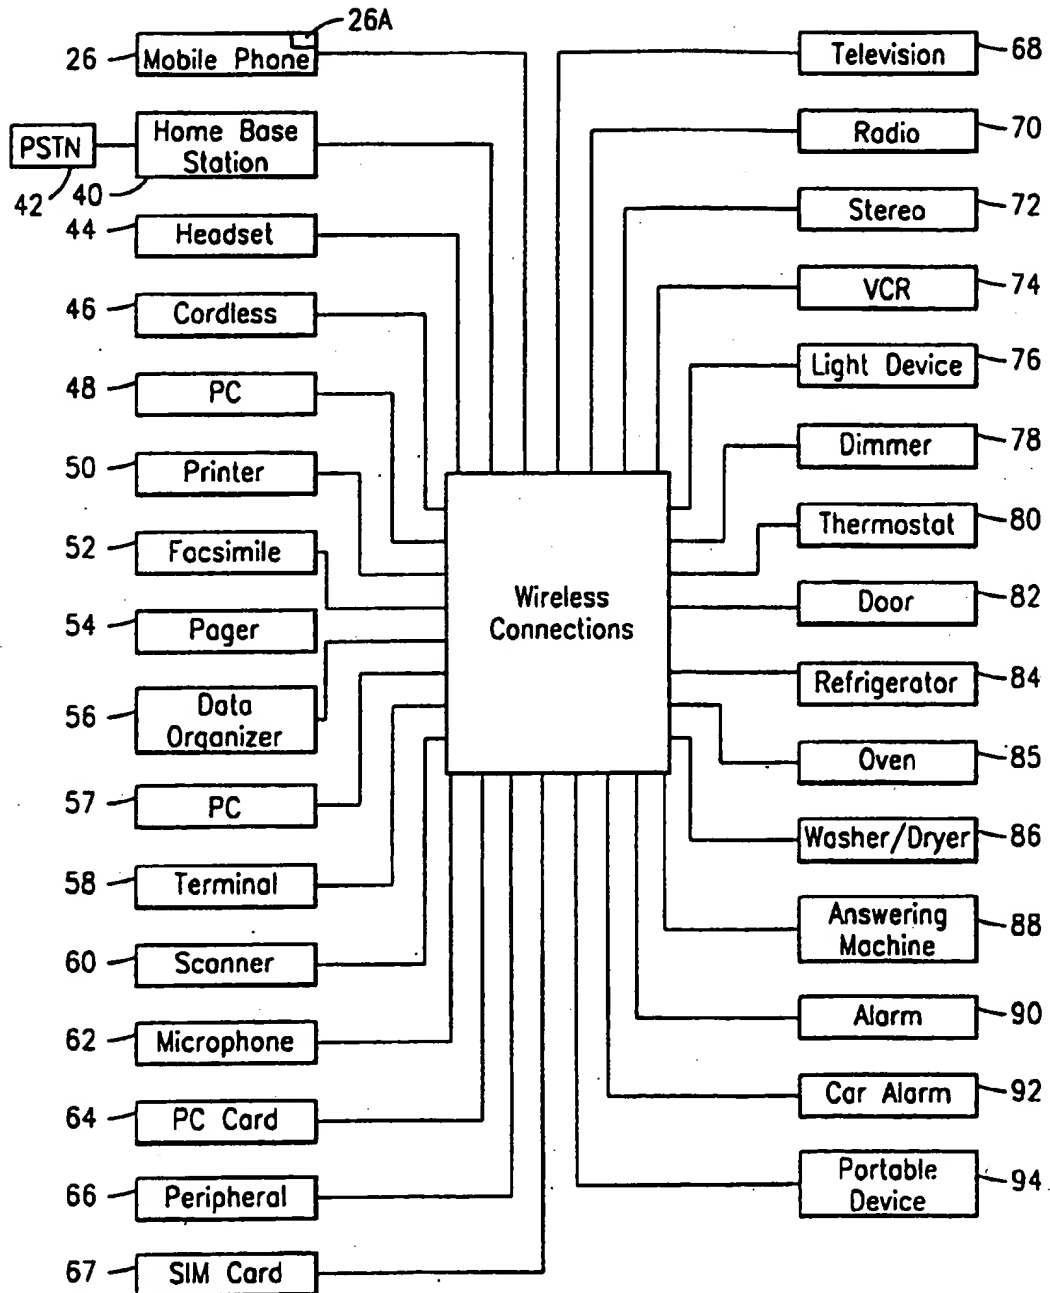 26A
26
Mobile Phone
PSTN
42
Home Base
Station
40
44
Headset
46
Cordless
48
PC
50
Printer
52
Facsimile
54
Pager
56
Data
Organizer
57
PC
58
Terminal
60
Scanner
62
Microphone
64
PC Card
66
Peripheral
67
SIM Card
Wireless
Connections
Television
68
Radio
70
Stereo
72
VCR
74
Light Device
76
Dimmer
78
Thermostat
80
Door
82
Refrigerator
84
Oven
85
Washer/Dryer
86
Answering
Machine
88
Alarm
90
Car Alarm
92
Portable
Device
94